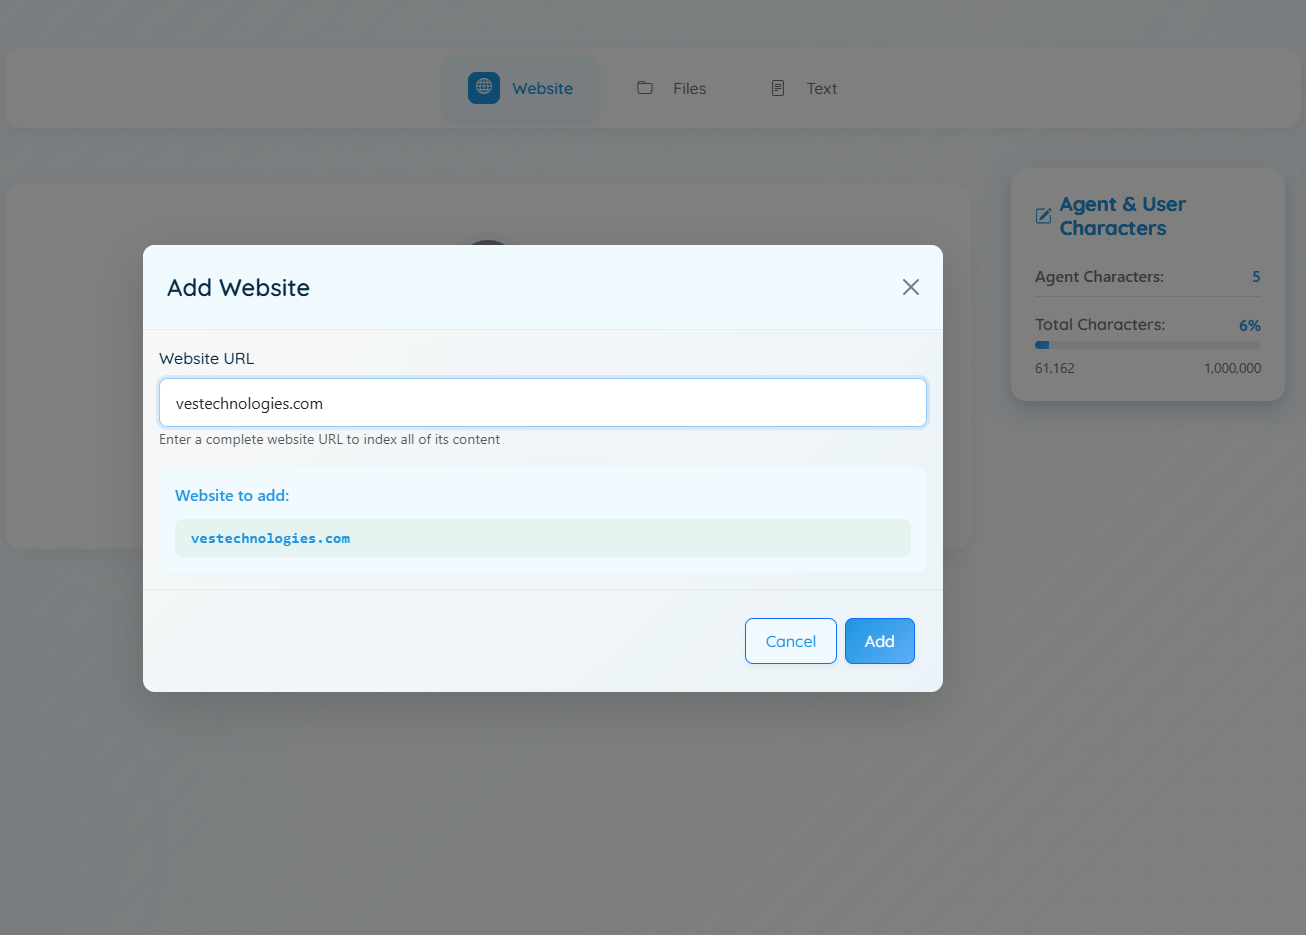 Website
Files
Text
Agent & User
Characters
Agent Characters: 5
Total Characters: 6%
61,162 1,000,000
Add Website
Website URL
vestechnologies.com
Enter a complete website URL to index all of its content
Website to add:
vestechnologies.com
Cancel
Add